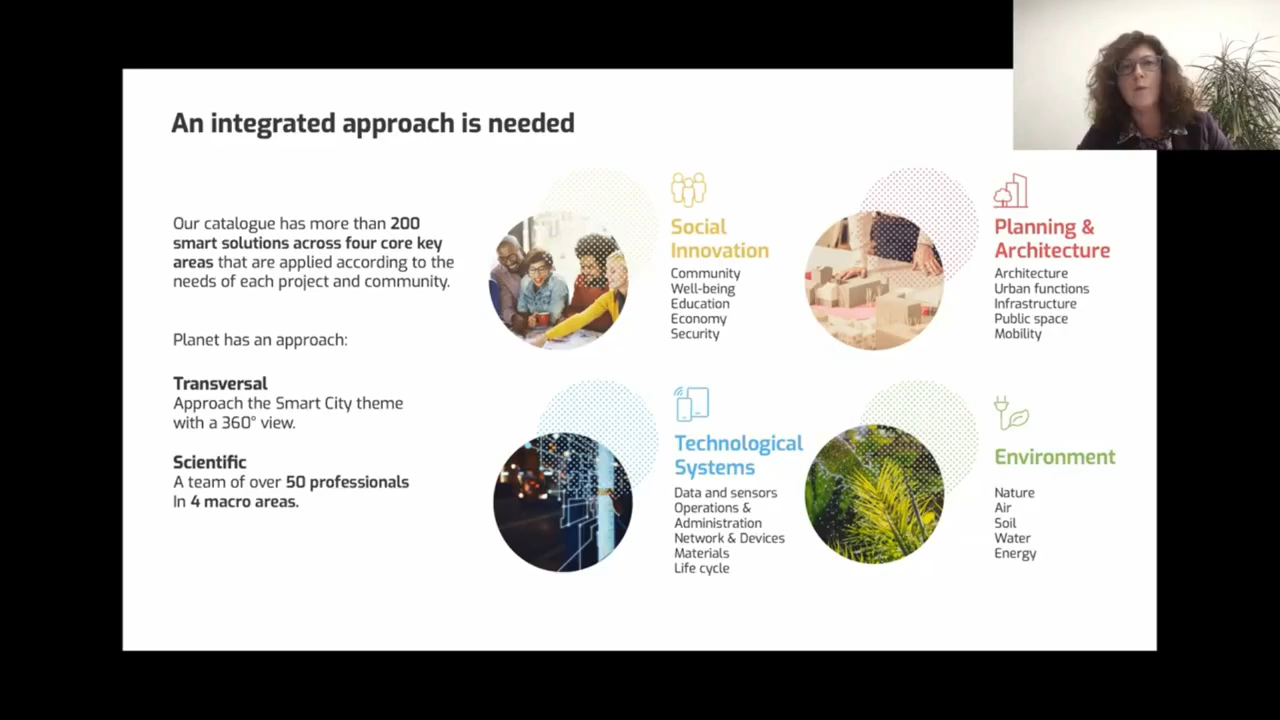 An integrated approach is needed
Our catalogue has more than 200
smart solutions across four core key
areas that are applied according to the
needs of each project and community.
Planet has an approach:
Transversal
Approach the Smart City theme
with a 360° view.
Scientific
A team of over 50 professionals
In 4 macro areas.
Social
Innovation
Community
Well-being
Education
Economy
Security
Planning &
Architecture
Architecture
Urban functions
Infrastructure
Public space
Mobility
Technological
Systems
Data and sensors
Operations &
Administration
Network & Devices
Materials
Life cycle
Environment
Nature
Air
Soil
Water
Energy